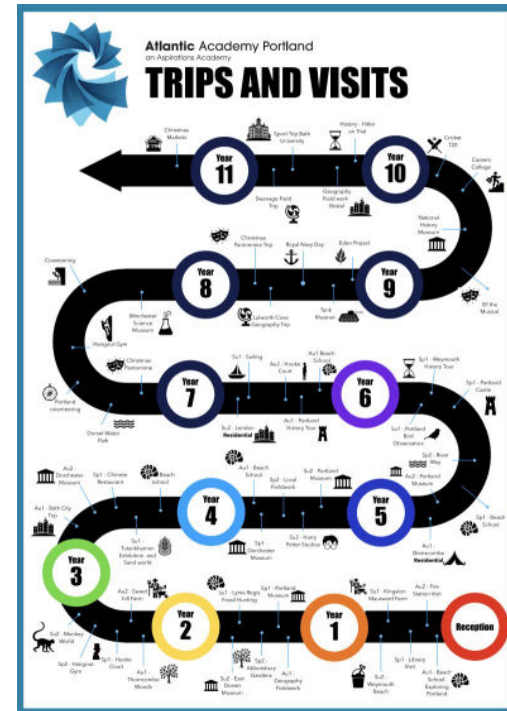 Atlantic Academy Portland
an Aspirations Academy
TRIPS AND VISITS
Christmas
Markets
Sport Trip Bath
University
History - Hitler
on Trial
Cricket
T20
Careers
College
Year
11
Year
10
Swanage Field
Trip
Geography
Field work
Bristol
National
History
Museum
Elf the
Musical
Coasteering
Christmas
Pantomime Trip
Royal Navy Day
Eden Project
Year
8
Year
9
Winchester
Science
Museum
Lulworth Cove
Geography Trip
Tank
Museum
Hangout Gym
Christmas
Pantomime
Su1 - Sailing
Au2 - Hooke
Court
Au1 Beach
School
Sp1 - Weymouth
History Tour
Sp1 - Portland
Castle
Year
7
Year
6
Portland
orienteering
Dorset Water
Park
Su2 - London
Residential
Au1 - Portland
History Tour
Su1 - Portland
Bird
Observatory
Sp2 - River
Way
Au2 - Portland
Museum
Au2 -
Dorchester
Museum
Sp1 - Chinese
Restaurant
Beach
School
Au1 - Beach
School
Sp2 - Local
Fieldwork
Su2 - Portland
Museum
Au1 - Bath City
Trip
Year
4
Year
5
Sp1 - Beach
School
Su1 -
Tutankhamun
Exhibition and
Sand world
Sp1 -
Dorchester
Museum
Su2 - Harry
Potter Studios
Au1 -
Residential
Year
3
Au2 - Sweet
Hill Farm
Su1 - Lyme Regis
Fossil Hunting
Sp1 - Portland
Museum
Su1 - Kingston
Maurward Farm
Au2 - Fire
Station Visit
Year
2
Year
1
Reception
Su2 - Monkey
World
Sp2 - Hangout
Gym
Sp1 - Hooke
Court
Au1 -
Thorncombe
Woods
Su2 - East
Dorset
Museum
Sp2 -
Abbotsbury
Gardens
Au1 -
Geography
Fieldwork
Su2 -
Weymouth
Beach
Sp1 - Library
Visit
Au1 - Beach
School
Exploring
Portland